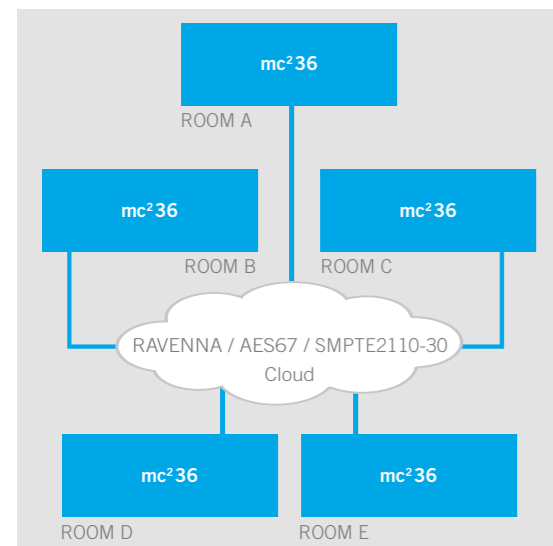 mc²36
ROOM A
mc²36
mc²36
ROOM B
ROOM C
RAVENNA / AES67 / SMPTE2110-30
Cloud
mc²36
mc²36
ROOM D
ROOM E